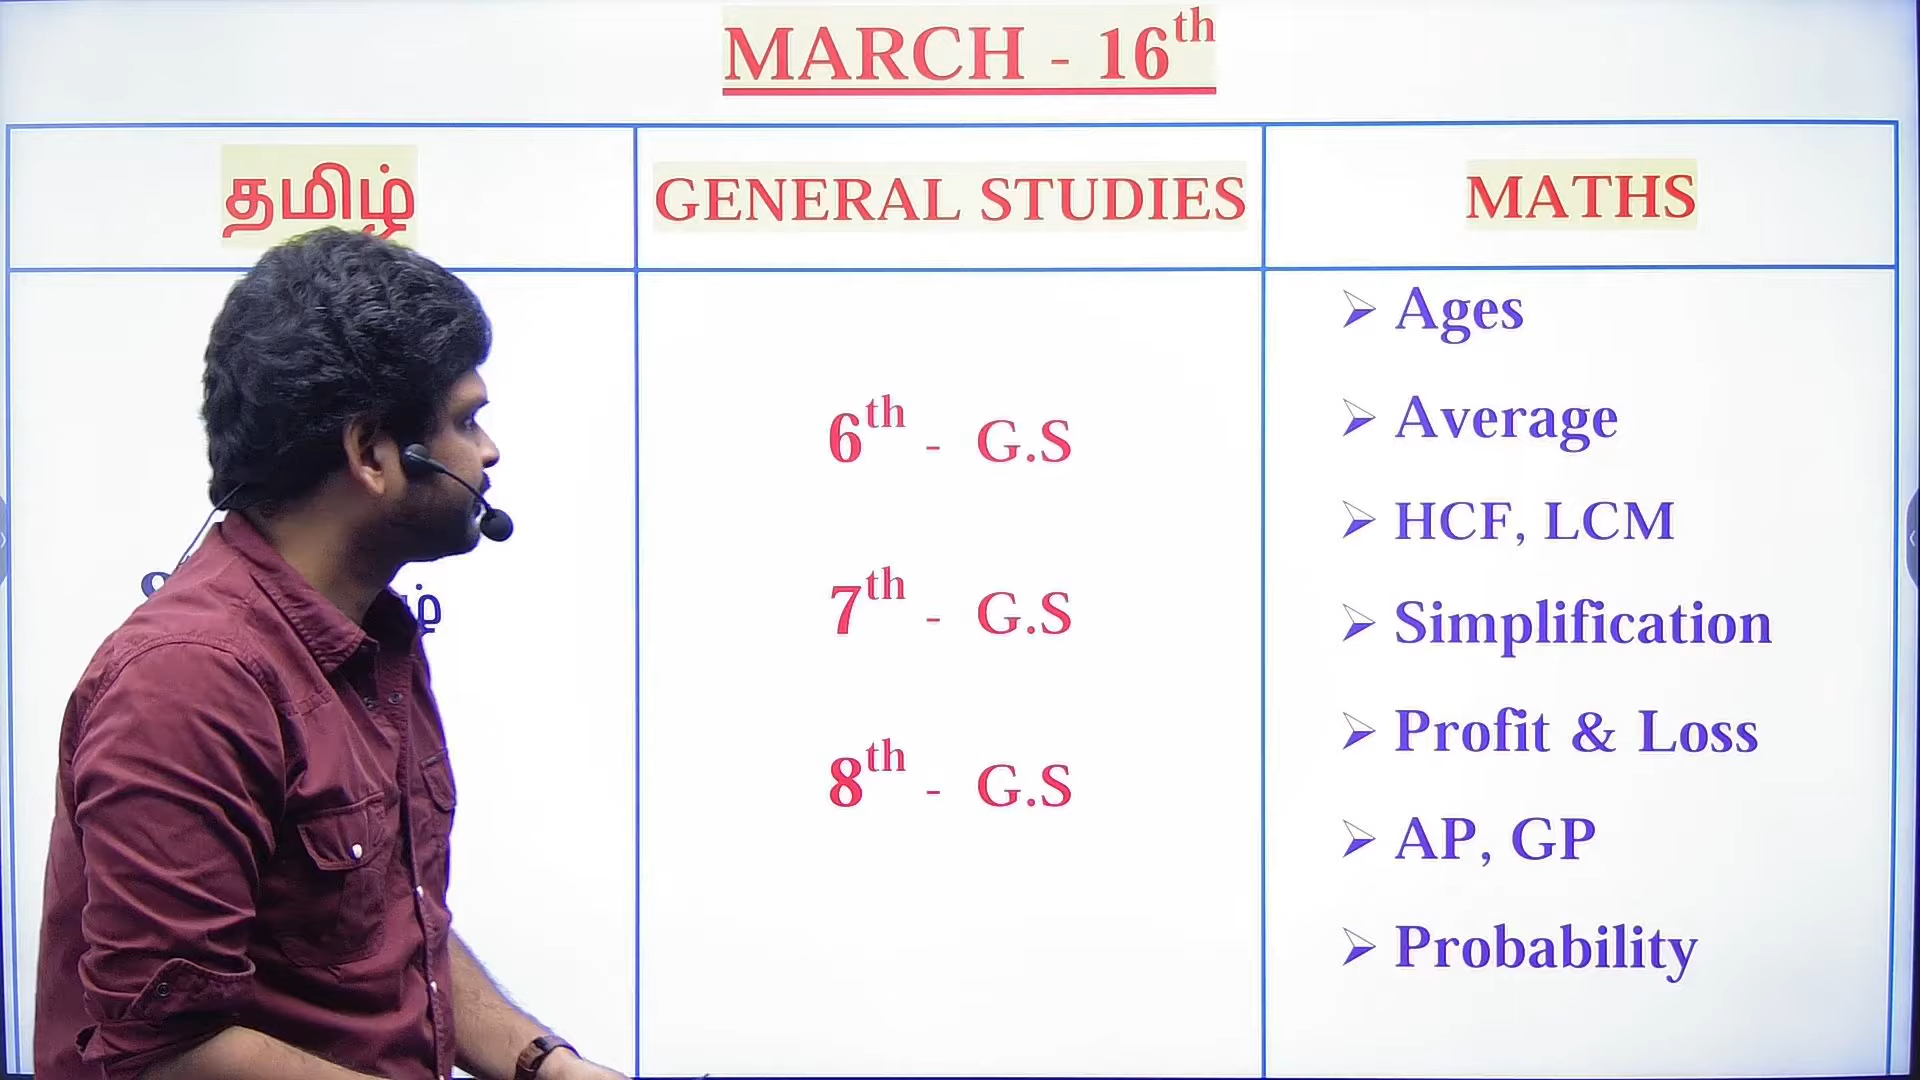 MARCH - 16th
தமிழ்
GENERAL STUDIES
MATHS
6th - G.S
7th - G.S
8th - G.S
➢ Ages
➢ Average
➢ HCF, LCM
➢ Simplification
➢ Profit & Loss
➢ AP, GP
➢ Probability